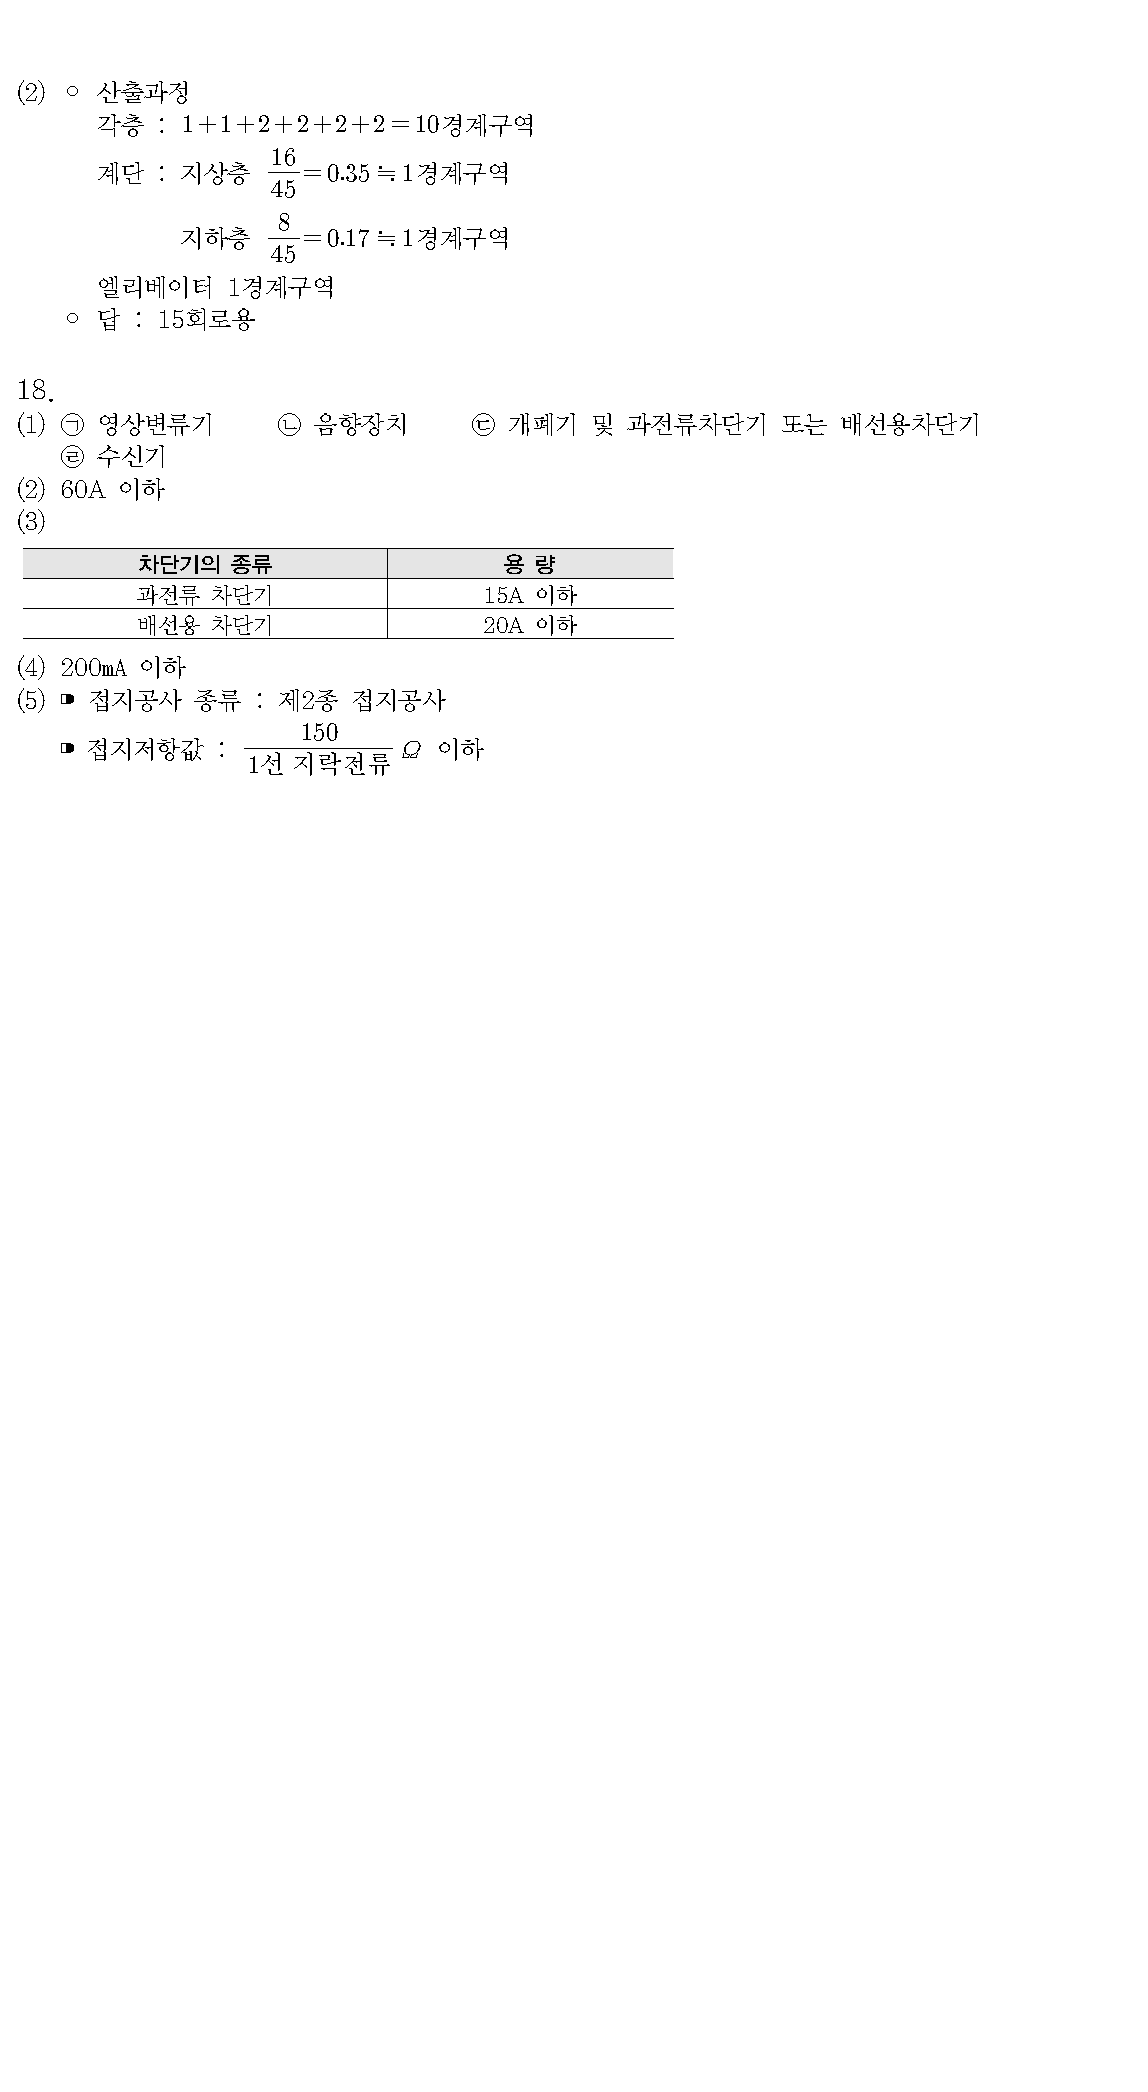 (2) ○ 산출과정
각층 : 1+1+2+2+2+2=10경계구역
계단 : 지상층 16/45=0.35≒1경계구역
지하층 8/45=0.17≒1경계구역
엘리베이터 1경계구역
○ 답 : 15회로용
18.
(1) ㉠ 영상변류기 ㉡ 음향장치 ㉢ 개폐기 및 과전류차단기 또는 배선용차단기
㉣ 수신기
(2) 60A 이하
(3)
차단기의 종류 용 량
과전류 차단기 15A 이하
배선용 차단기 20A 이하
(4) 200mA 이하
(5) ◘ 접지공사 종류 : 제2종 접지공사
◘ 접지저항값 : 150/1선 지락전류 Ω 이하